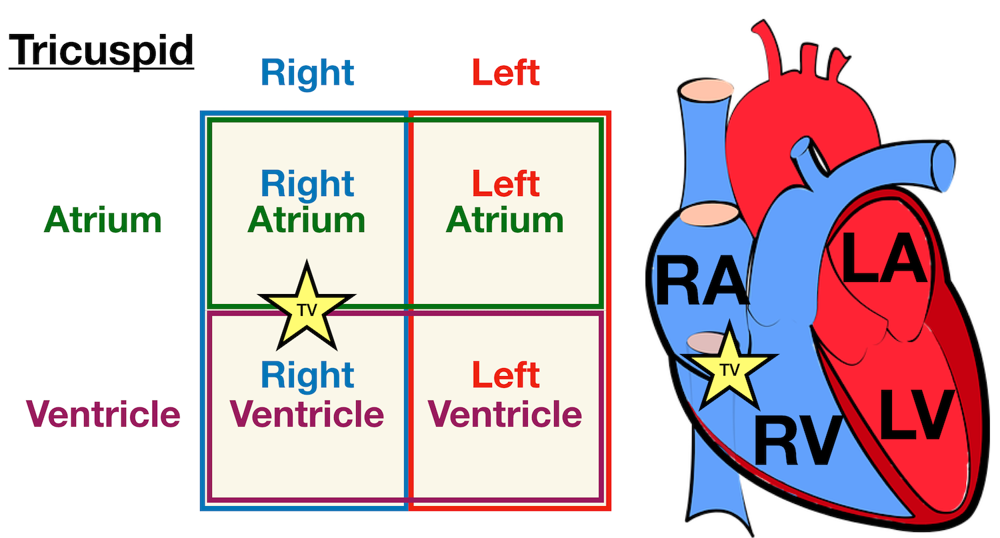 Tricuspid
Right
Left
Atrium
Right
Atrium
Left
Atrium
TV
Ventricle
Right
Ventricle
Left
Ventricle
RA
LA
TV
RV
LV